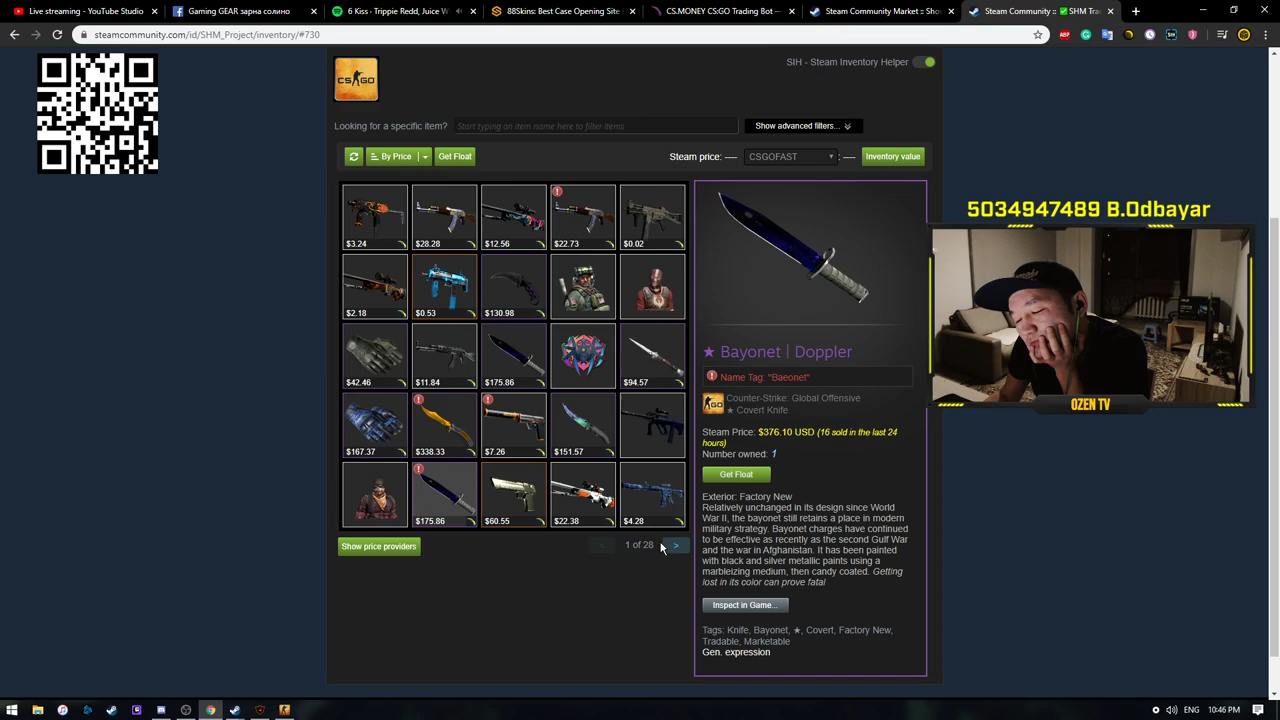 Live streaming - YouTube Studio
Gaming GEAR зарна солио
6 Kiss - Trippie Redd, Juice W
88Skins: Best Case Opening Site
CS.MONEY CS:GO Trading Bot —
Steam Community Market :: Show
Steam Community :: ✅ SHM Tra
steamcommunity.com/id/SHM_Project/inventory/#730
CS GO
SIH - Steam Inventory Helper
Looking for a specific item?
Start typing an item name here to filter items
Show advanced filters...
By Price
Get Float
Steam price: ----
CSGOFAST
: ----
Inventory value
$3.24
$28.28
$12.56
$22.73
$0.02
$2.18
$0.53
$130.98
$42.46
$11.84
$175.86
$94.57
$167.37
$338.33
$7.26
$151.57
$175.86
$60.55
$22.38
$4.28
Show price providers
<
1 of 28
>
★ Bayonet | Doppler
Name Tag: "Baeonet"
Counter-Strike: Global Offensive
★ Covert Knife
Steam Price: $376.10 USD (16 sold in the last 24
hours)
Number owned: 1
Get Float
Exterior: Factory New
Relatively unchanged in its design since World
War II, the bayonet still retains a place in modern
military strategy. Bayonet charges have continued
to be effective as recently as the second Gulf War
and the war in Afghanistan. It has been painted
with black and silver metallic paints using a
marbleizing medium, then candy coated. Getting
lost in its color can prove fatal
Inspect in Game...
Tags: Knife, Bayonet, ★, Covert, Factory New,
Tradable, Marketable
Gen. expression
5034947489 B.Odbayar
OZEN TV
ENG
10:46 PM